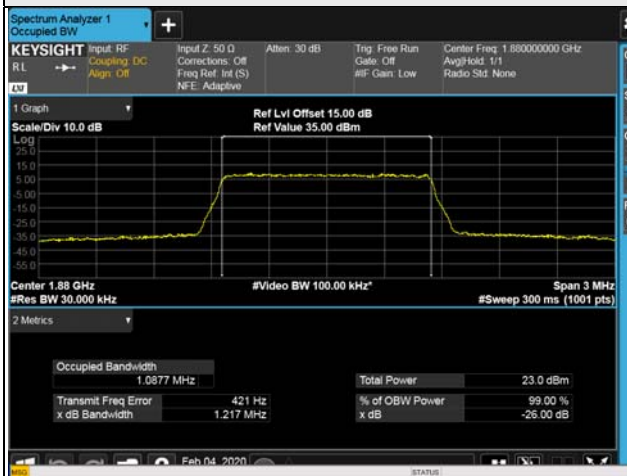 Spectrum Analyzer 1
Occupied BW
KEYSIGHT Input: RF Input Z: 50 Ω Atten: 30 dB Trig: Free Run Center Freq: 1.880000000 GHz
RL Coupling: DC Corrections: Off Gate: Off Avg|Hold: 1/1
Align: Off Freq Ref: Int (S) #IF Gain: Low Radio Std: None
NFE: Adaptive
LXI
1 Graph
Ref Lvl Offset 15.00 dB
Scale/Div 10.0 dB Ref Value 35.00 dBm
Log
25.0
15.0
5.00
-5.00
-15.0
-25.0
-35.0
-45.0
-55.0
Center 1.88 GHz #Video BW 100.00 kHz* Span 3 MHz
#Res BW 30.000 kHz #Sweep 300 ms (1001 pts)
2 Metrics
Occupied Bandwidth
1.0877 MHz Total Power 23.0 dBm
Transmit Freq Error 421 Hz % of OBW Power 99.00 %
x dB Bandwidth 1.217 MHz x dB -26.00 dB
Feb 04, 2020
MSG STATUS